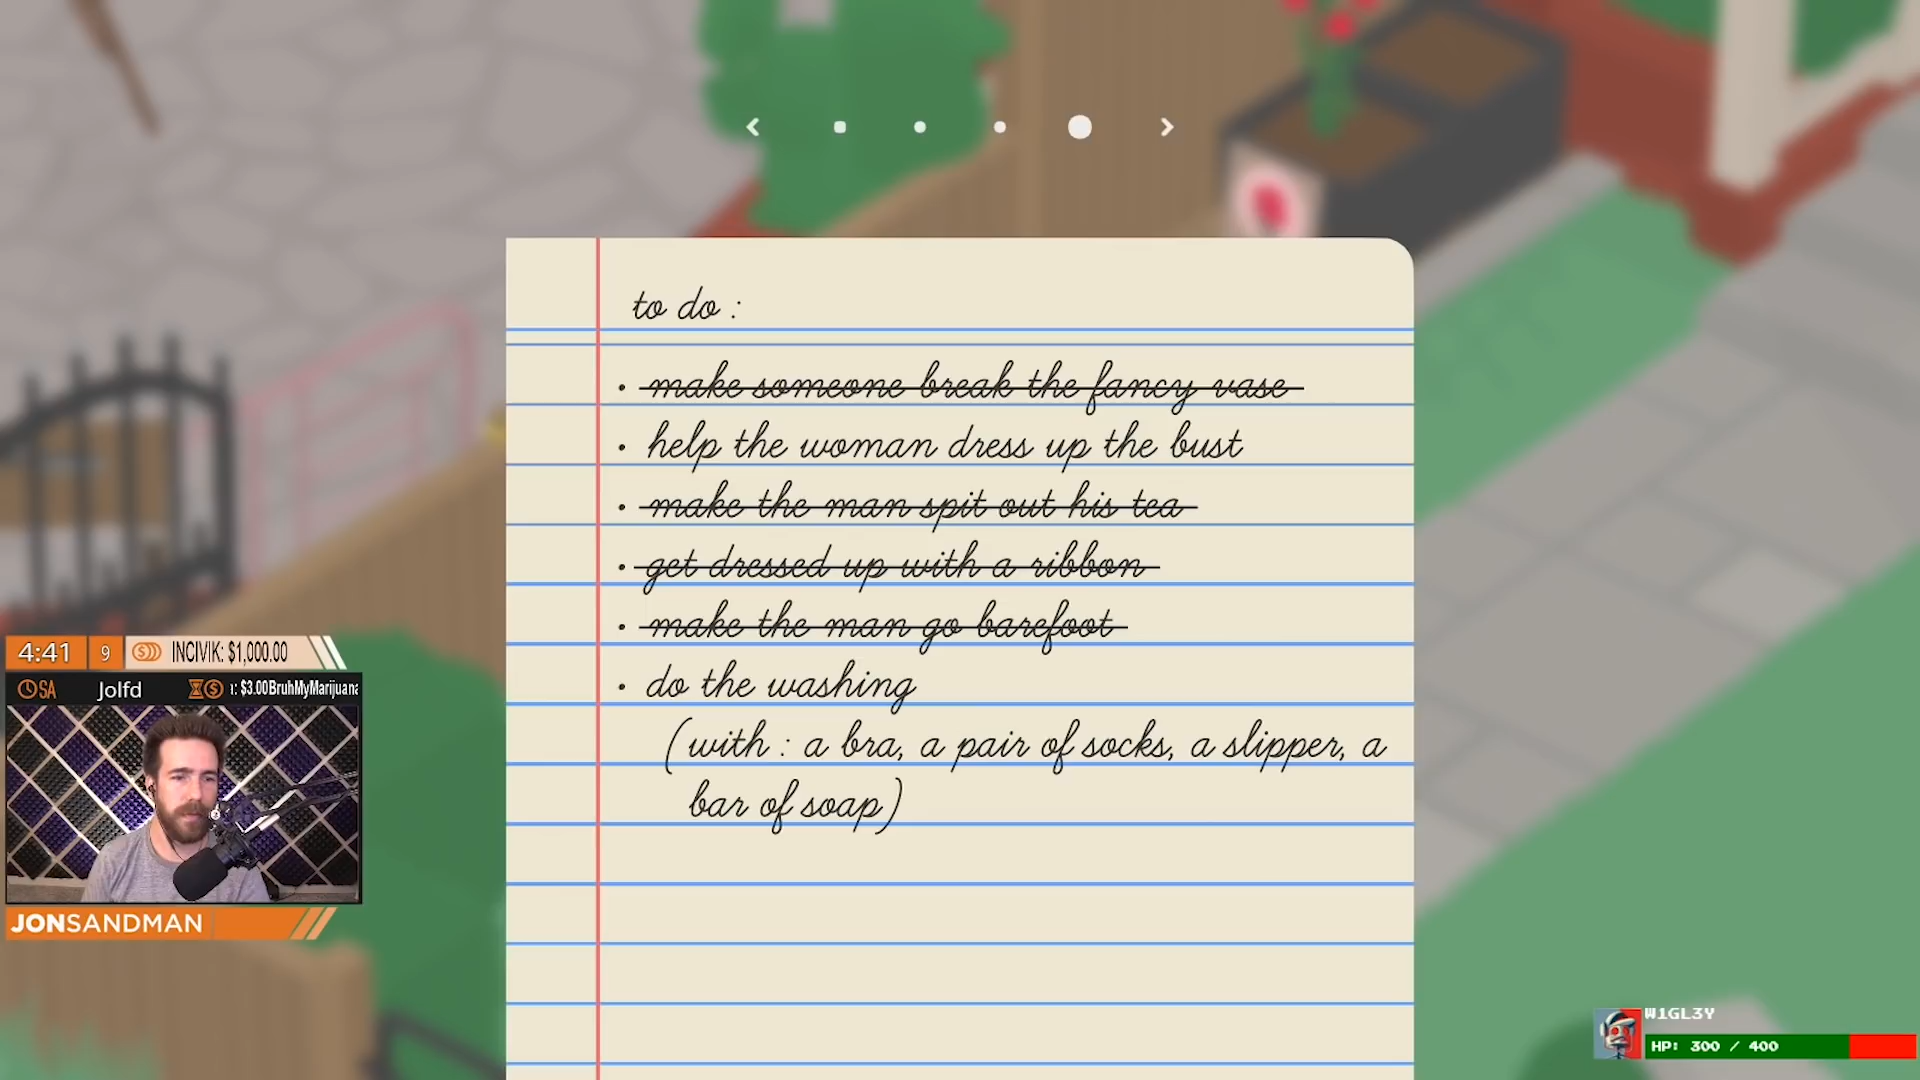 to do :
• make someone break the fancy vase
• help the woman dress up the bust
• make the man spit out his tea
• get dressed up with a ribbon
• make the man go barefoot
• do the washing
(with : a bra, a pair of socks, a slipper, a
bar of soap)
4:41 9 INCIVIK: $1,000.00
SA Jolfd : $3.00BruhMyMarijuana
JONSANDMAN
W1GL3Y
HP: 300 / 400